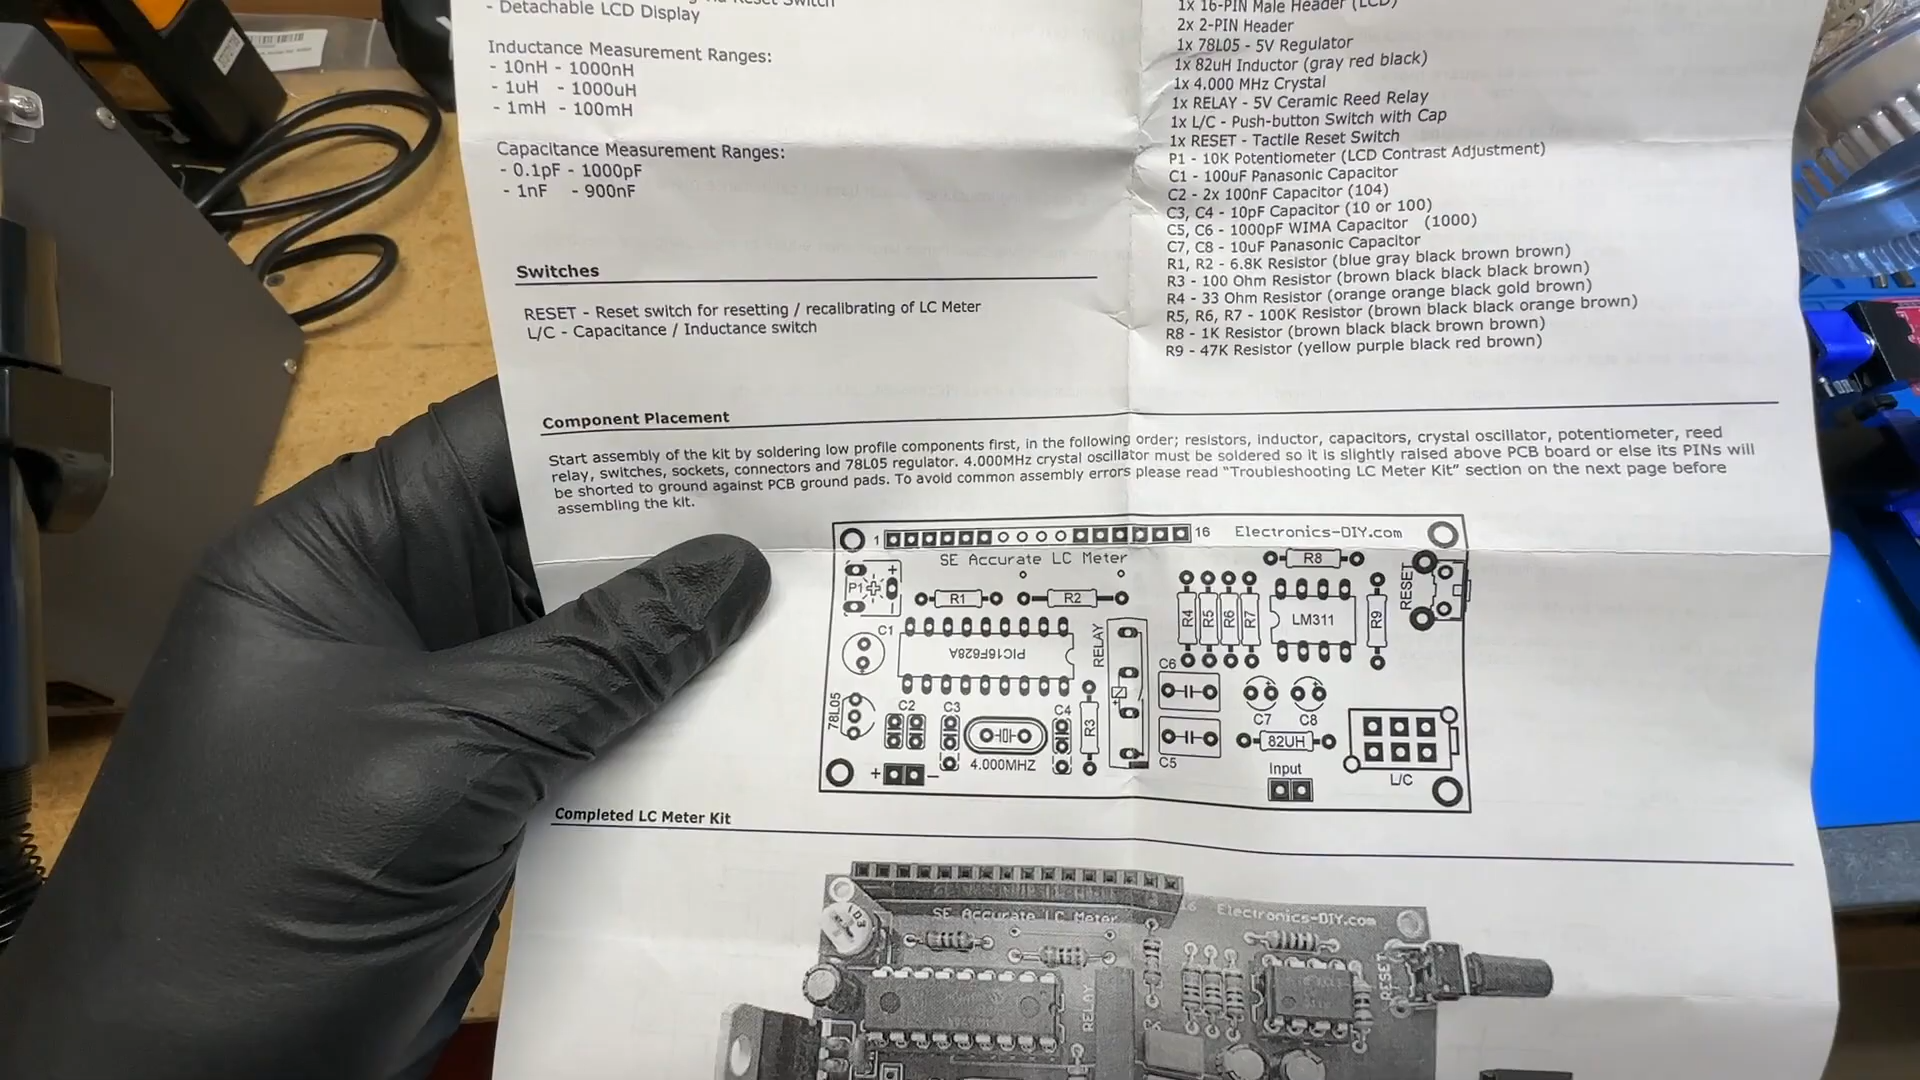 Reset Switch
- Detachable LCD Display
Inductance Measurement Ranges:
- 10nH - 1000nH
- 1uH - 1000uH
- 1mH - 100mH
Capacitance Measurement Ranges:
- 0.1pF - 1000pF
- 1nF - 900nF
Switches
RESET - Reset switch for resetting / recalibrating of LC Meter
L/C - Capacitance / Inductance switch
1x 16-PIN Male Header (LCD)
2x 2-PIN Header
1x 78L05 - 5V Regulator
1x 82uH Inductor (gray red black)
1x 4.000 MHz Crystal
1x RELAY - 5V Ceramic Reed Relay
1x L/C - Push-button Switch with Cap
1x RESET - Tactile Reset Switch
P1 - 10K Potentiometer (LCD Contrast Adjustment)
C1 - 100uF Panasonic Capacitor
C2 - 2x 100nF Capacitor (104)
C3, C4 - 10pF Capacitor (10 or 100)
C5, C6 - 1000pF WIMA Capacitor (1000)
C7, C8 - 10uF Panasonic Capacitor
R1, R2 - 6.8K Resistor (blue gray black brown brown)
R3 - 100 Ohm Resistor (brown black black black brown)
R4 - 33 Ohm Resistor (orange orange black gold brown)
R5, R6, R7 - 100K Resistor (brown black black orange brown)
R8 - 1K Resistor (brown black black brown brown)
R9 - 47K Resistor (yellow purple black red brown)
Component Placement
Start assembly of the kit by soldering low profile components first, in the following order; resistors, inductor, capacitors, crystal oscillator, potentiometer, reed
relay, switches, sockets, connectors and 78L05 regulator. 4.000MHz crystal oscillator must be soldered so it is slightly raised above PCB board or else its PINs will
be shorted to ground against PCB ground pads. To avoid common assembly errors please read "Troubleshooting LC Meter Kit" section on the next page before
assembling the kit.
1 16 Electronics-DIY.com
SE Accurate LC Meter
R8
P1 + -
R1 R2
R4 R5 R6 R7
LM311
R9
RESET
C1
PIC16F628A
RELAY
C6
78L05
C2 C3 C4
R3
C7 C8
4.000MHZ
C5
82UH
+ -
Input
L/C
Completed LC Meter Kit
SE Accurate LC Meter
16 Electronics-DIY.com
RELAY
RESET
C6